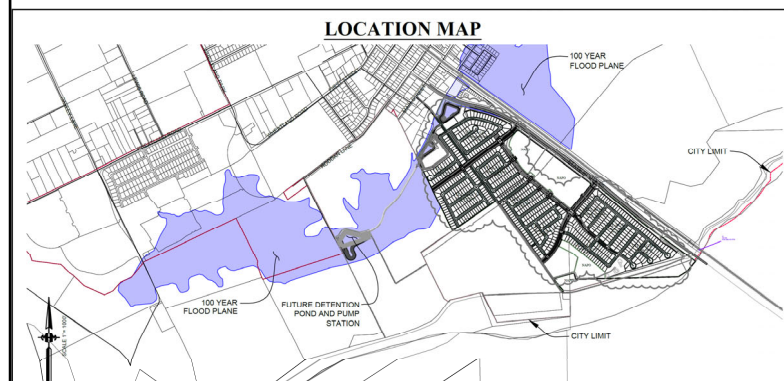 LOCATION MAP
100 YEAR
FLOOD PLANE
CITY LIMIT
100 YEAR
FLOOD PLANE
FUTURE DETENTION
POND AND PUMP
STATION
CITY LIMIT